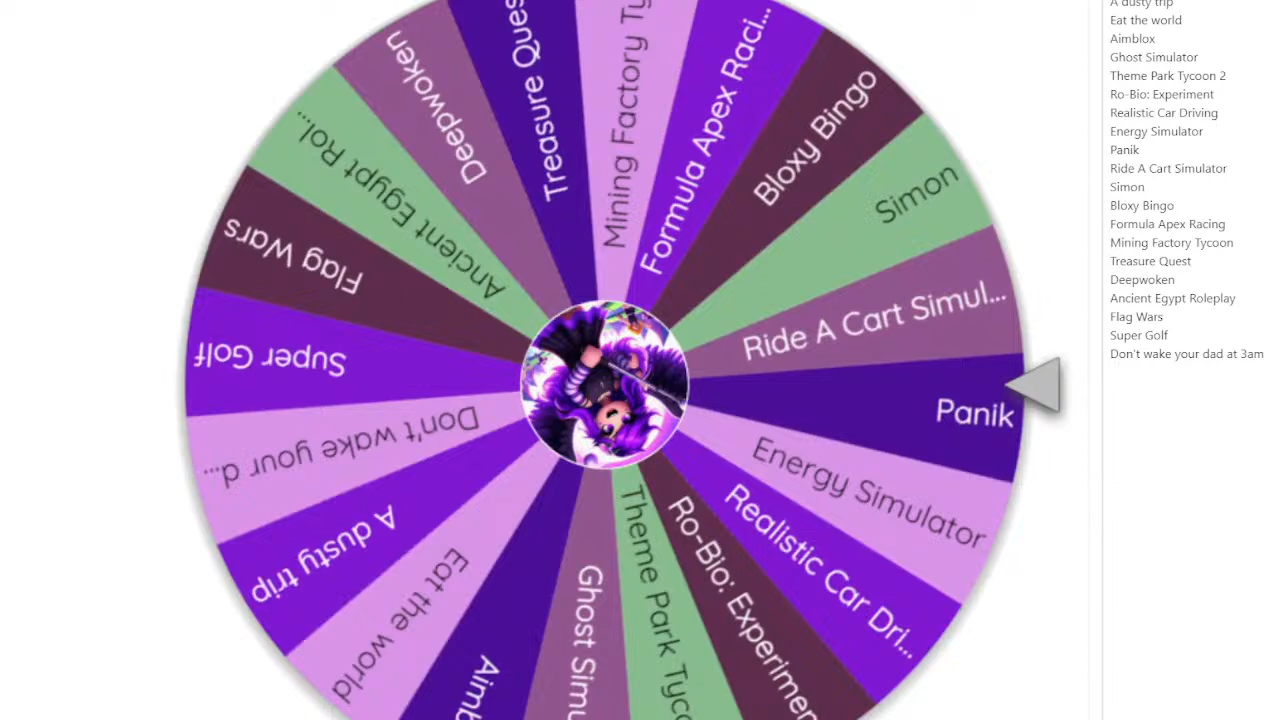 Deepwoken
Treasure Ques
Mining Factory Ty
Formula Apex Raci...
Bloxy Bingo
Simon
Ride A Cart Simul...
Panik
Energy Simulator
Realistic Car Dri...
Ro-Bio: Experimen
Theme Park Tyco
Ghost Simu
Aimb
Eat the world
A dusty trip
Don't wake your d...
Super Golf
Flag Wars
Ancient Egypt Rol...
A dusty trip
Eat the world
Aimblox
Ghost Simulator
Theme Park Tycoon 2
Ro-Bio: Experiment
Realistic Car Driving
Energy Simulator
Panik
Ride A Cart Simulator
Simon
Bloxy Bingo
Formula Apex Racing
Mining Factory Tycoon
Treasure Quest
Deepwoken
Ancient Egypt Roleplay
Flag Wars
Super Golf
Don't wake your dad at 3am